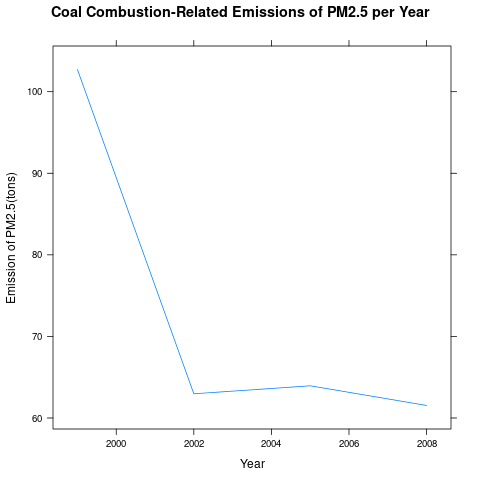 Coal Combustion-Related Emissions of PM2.5 per Year
Emission of PM2.5(tons)
100
90
80
70
60
2000 2002 2004 2006 2008
Year